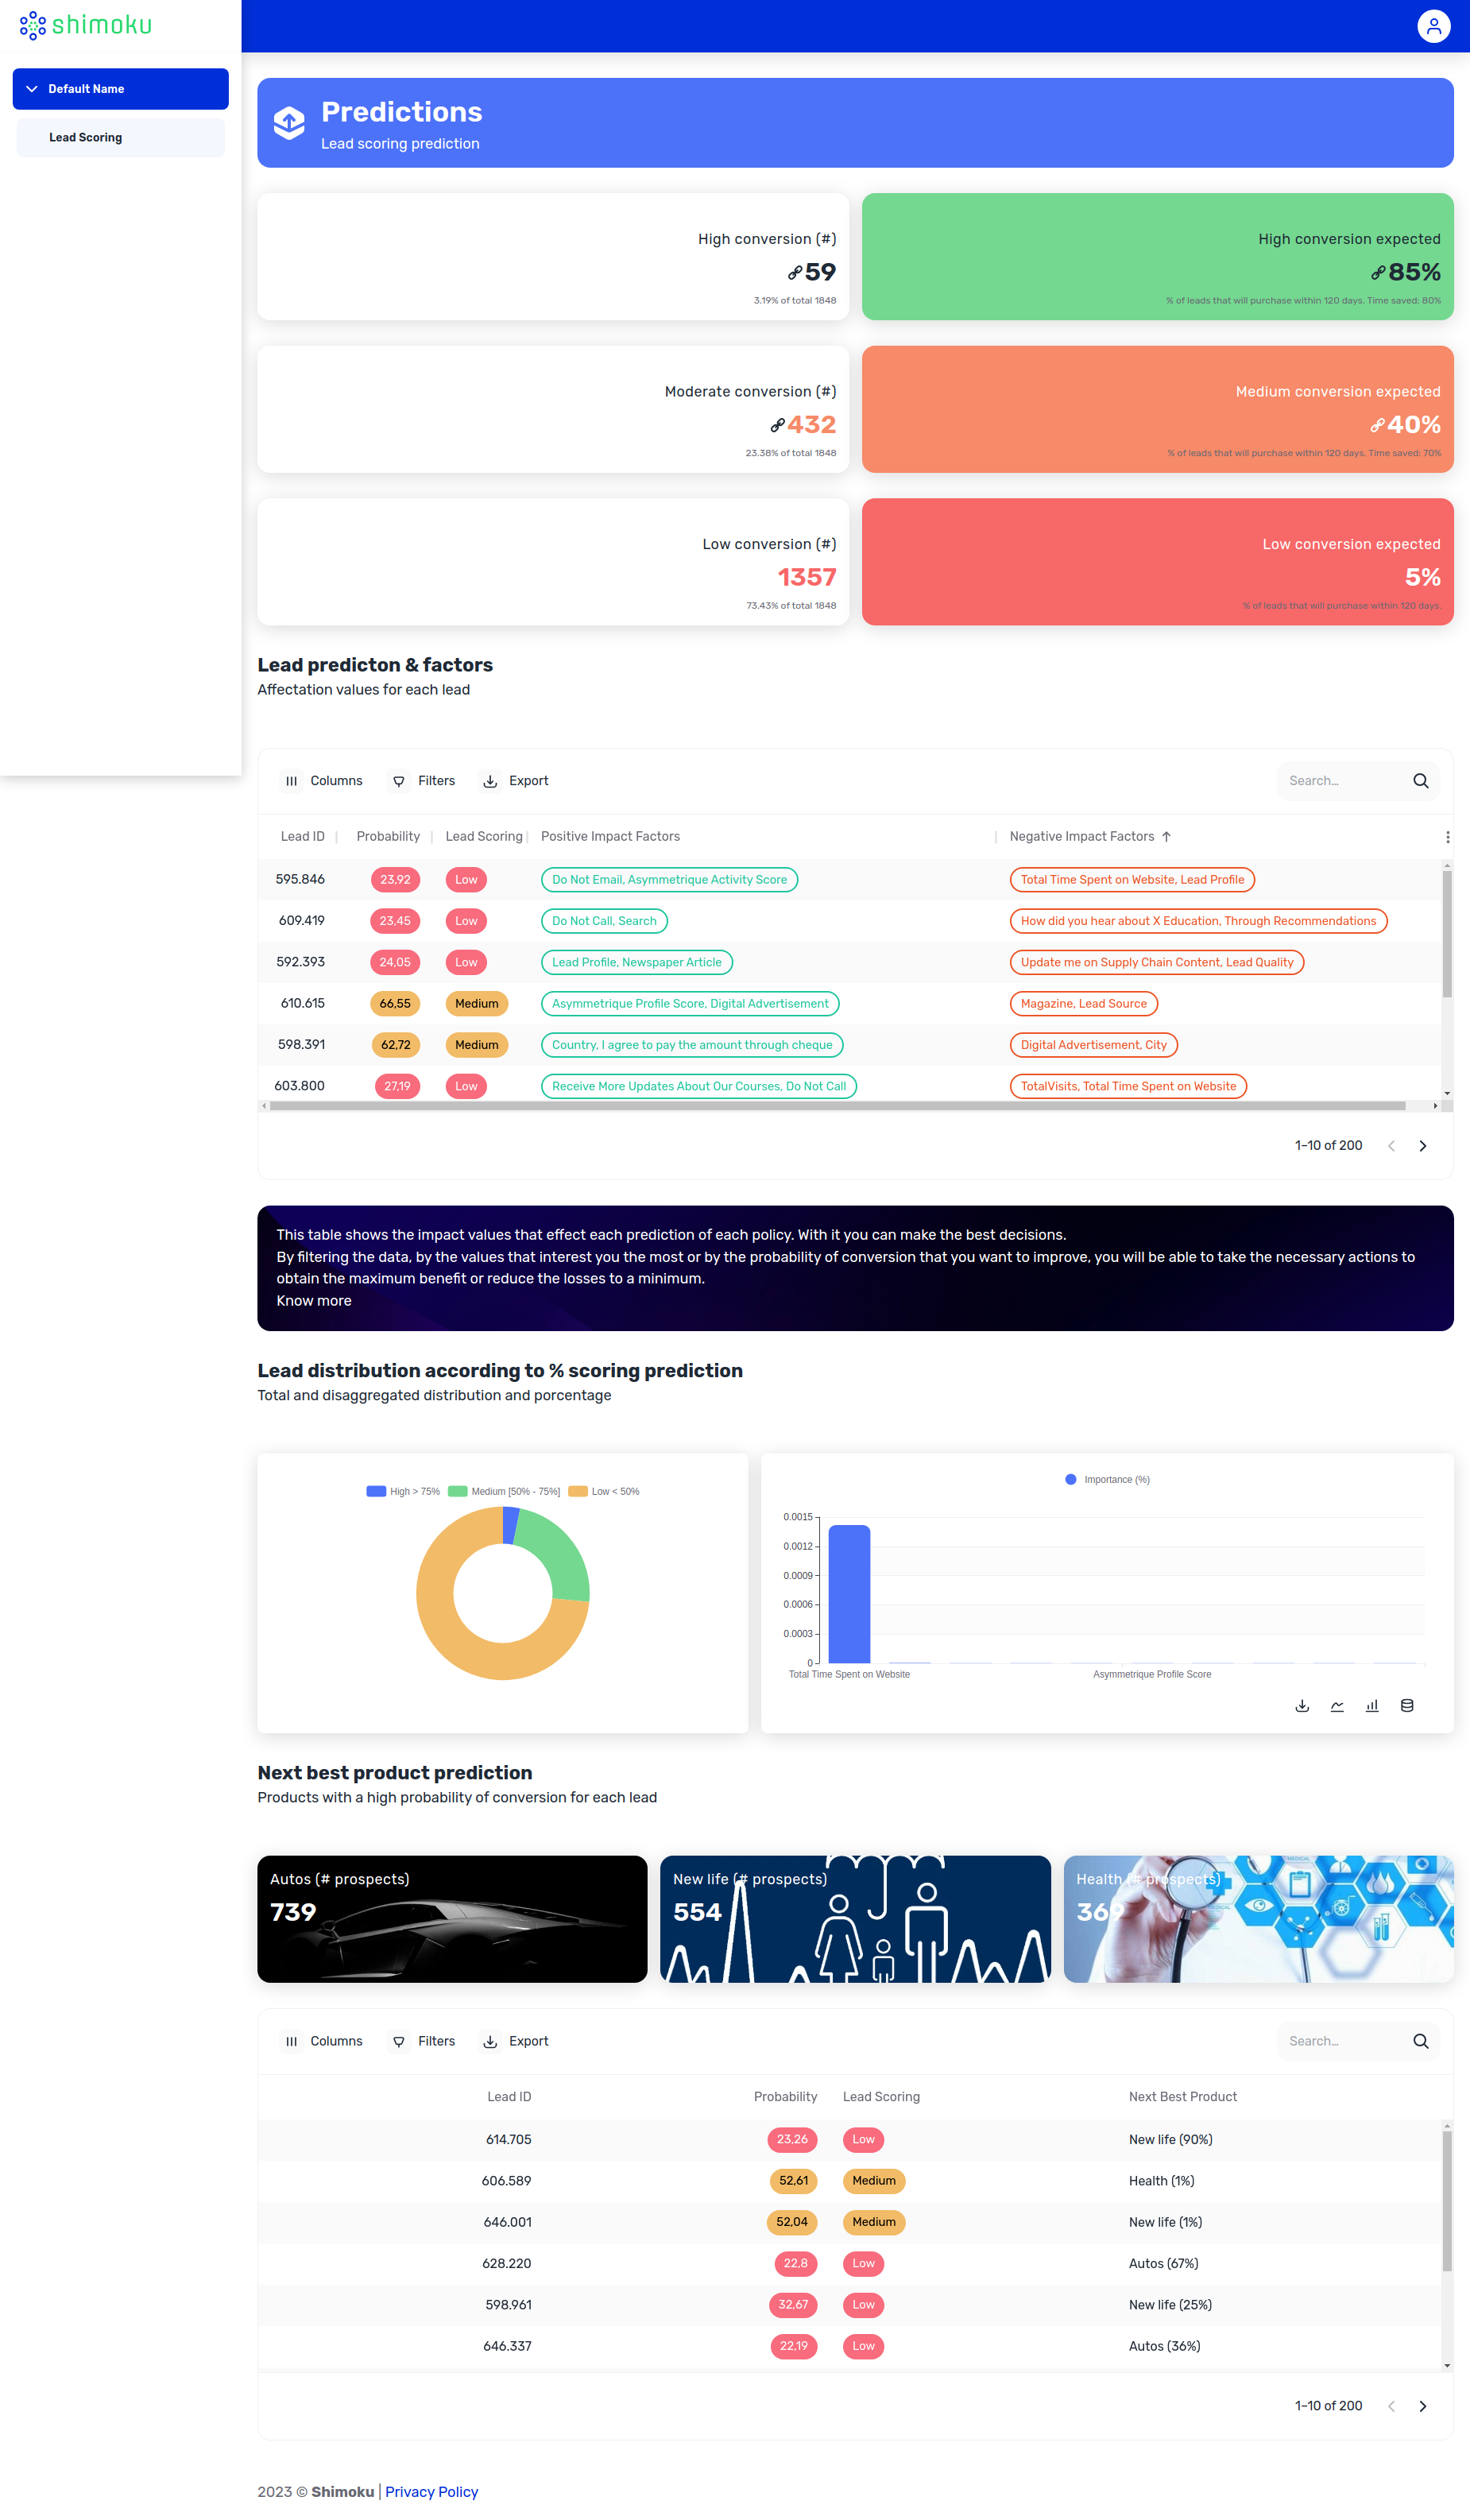 shimoku
Default Name
Lead Scoring
Predictions
Lead scoring prediction
High conversion (#)
59
3.19% of total 1848
High conversion expected
85%
% of leads that will purchase within 120 days. Time saved: 80%
Moderate conversion (#)
432
23.38% of total 1848
Medium conversion expected
40%
% of leads that will purchase within 120 days. Time saved: 70%
Low conversion (#)
1357
73.43% of total 1848
Low conversion expected
5%
% of leads that will purchase within 120 days.
Lead predicton & factors
Affectation values for each lead
Columns Filters Export Search...
Lead ID Probability Lead Scoring Positive Impact Factors Negative Impact Factors
595.846 23,92 Low Do Not Email, Asymmetrique Activity Score Total Time Spent on Website, Lead Profile
609.419 23,45 Low Do Not Call, Search How did you hear about X Education, Through Recommendations
592.393 24,05 Low Lead Profile, Newspaper Article Update me on Supply Chain Content, Lead Quality
610.615 66,55 Medium Asymmetrique Profile Score, Digital Advertisement Magazine, Lead Source
598.391 62,72 Medium Country, I agree to pay the amount through cheque Digital Advertisement, City
603.800 27,19 Low Receive More Updates About Our Courses, Do Not Call TotalVisits, Total Time Spent on Website
1–10 of 200
This table shows the impact values that effect each prediction of each policy. With it you can make the best decisions.
By filtering the data, by the values that interest you the most or by the probability of conversion that you want to improve, you will be able to take the necessary actions to
obtain the maximum benefit or reduce the losses to a minimum.
Know more
Lead distribution according to % scoring prediction
Total and disaggregated distribution and porcentage
High > 75% Medium [50% - 75%] Low < 50%
Importance (%)
0.0015
0.0012
0.0009
0.0006
0.0003
0
Total Time Spent on Website Asymmetrique Profile Score
Next best product prediction
Products with a high probability of conversion for each lead
Autos (# prospects)
739
New life (# prospects)
554
Health (# prospects)
369
MEDICAL
MEDICAL
Columns Filters Export Search...
Lead ID Probability Lead Scoring Next Best Product
614.705 23,26 Low New life (90%)
606.589 52,61 Medium Health (1%)
646.001 52,04 Medium New life (1%)
628.220 22,8 Low Autos (67%)
598.961 32,67 Low New life (25%)
646.337 22,19 Low Autos (36%)
1–10 of 200
2023 © Shimoku | Privacy Policy